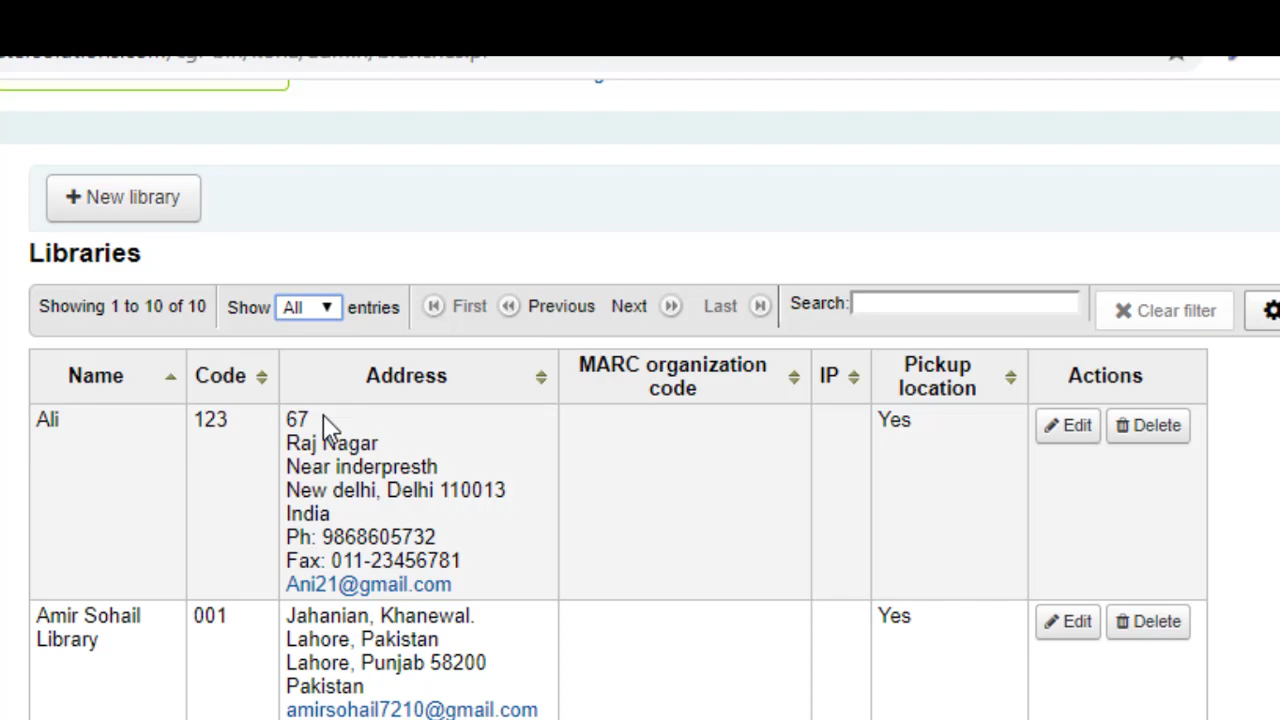 New library
Libraries
Showing 1 to 10 of 10 Show All entries First Previous Next Last Search: Clear filter
Name Code Address MARC organization code IP Pickup location Actions
Ali 123 67 Yes Edit Delete
Raj Nagar
Near inderpresth
New delhi, Delhi 110013
India
Ph: 9868605732
Fax: 011-23456781
Ani21@gmail.com
Amir Sohail Library 001 Jahanian, Khanewal. Yes Edit Delete
Lahore, Pakistan
Lahore, Punjab 58200
Pakistan
amirsohail7210@gmail.com